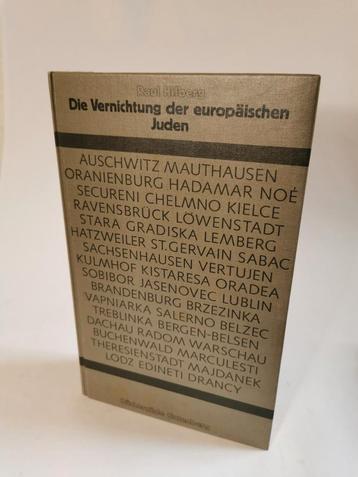 Raul Hilberg
Die Vernichtung der europäischen
Juden
AUSCHWITZ MAUTHAUSEN
ORANIENBURG HADAMAR NOÉ
SECURENI CHELMNO KIELCE
RAVENSBRÜCK LÖWENSTADT
STARA GRADISKA LEMBERG
HATZWEILER ST.GERVAIN SABAC
SACHSENHAUSEN VERTUJEN
KULMHOF KISTARESA ORADEA
SOBIBOR JASENOVEC LUBLIN
BRANDENBURG BRZEZINKA
VAPNIARKA SALERNO BELZEC
TREBLINKA BERGEN-BELSEN
DACHAU RADOM WARSCHAU
BUCHENWALD MARCULESTI
THERESIENSTADT MAJDANEK
LODZ EDINETI DRANCY
Büchergilde Gutenberg